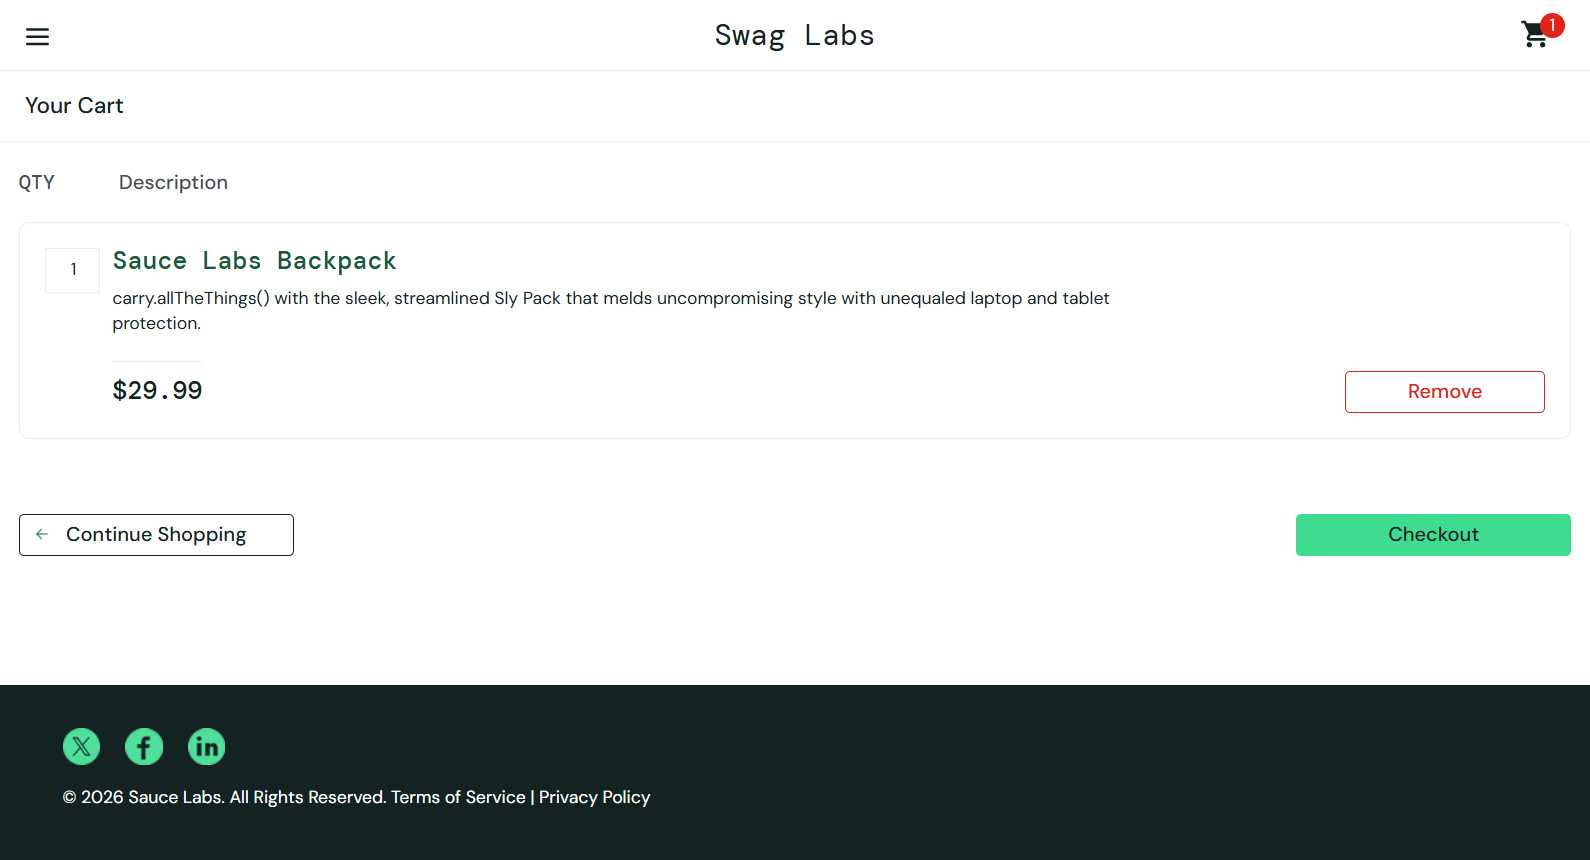 Swag Labs
1
Your Cart
QTY Description
1
Sauce Labs Backpack
carry.allTheThings() with the sleek, streamlined Sly Pack that melds uncompromising style with unequaled laptop and tablet
protection.
$29.99
Remove
Continue Shopping
Checkout
© 2026 Sauce Labs. All Rights Reserved. Terms of Service | Privacy Policy